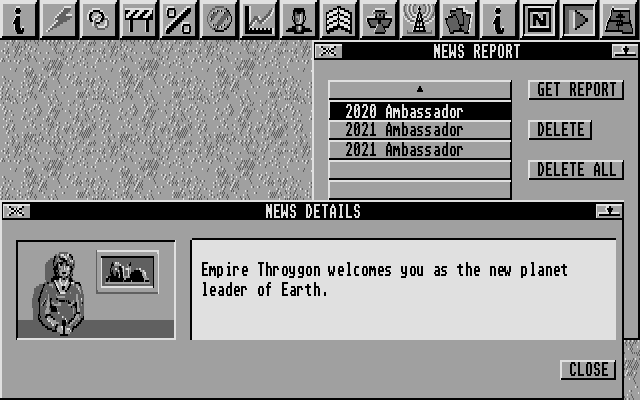 NEWS REPORT
2020 Ambassador
2021 Ambassador
2021 Ambassador
GET REPORT
DELETE
DELETE ALL
NEWS DETAILS
Empire Throygon welcomes you as the new planet
leader of Earth.
CLOSE